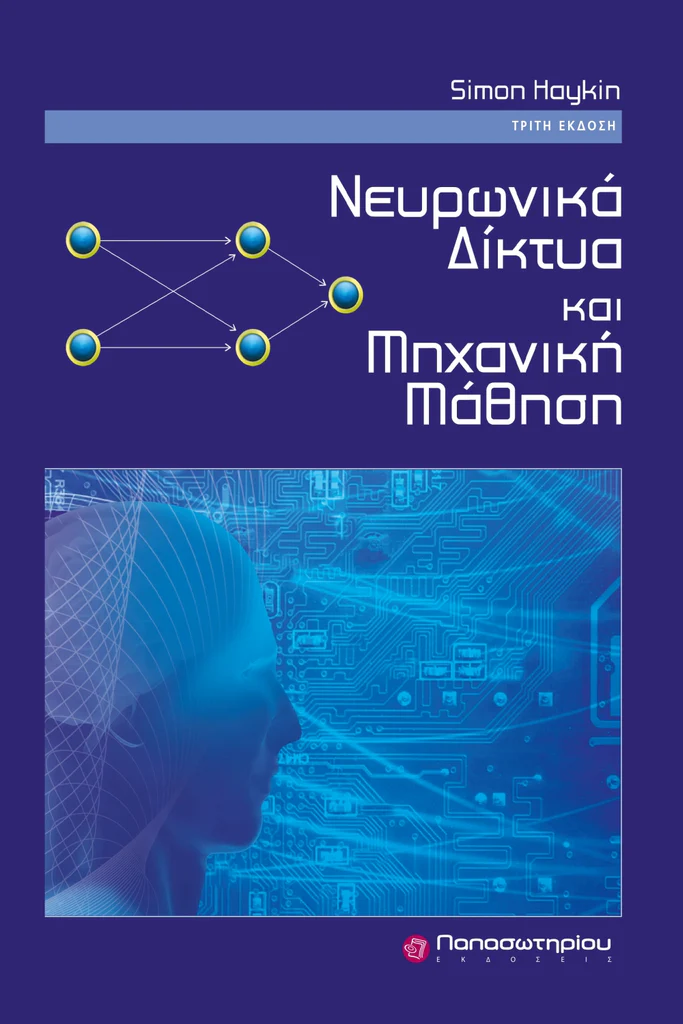 Simon Haykin
ΤΡΙΤΗ ΕΚΔΟΣΗ
Νευρωνικά
Δίκτυα
και
Μηχανική
Μάθηση
Παπασωτηρίου
ΕΚΔΟΣΕΙΣ